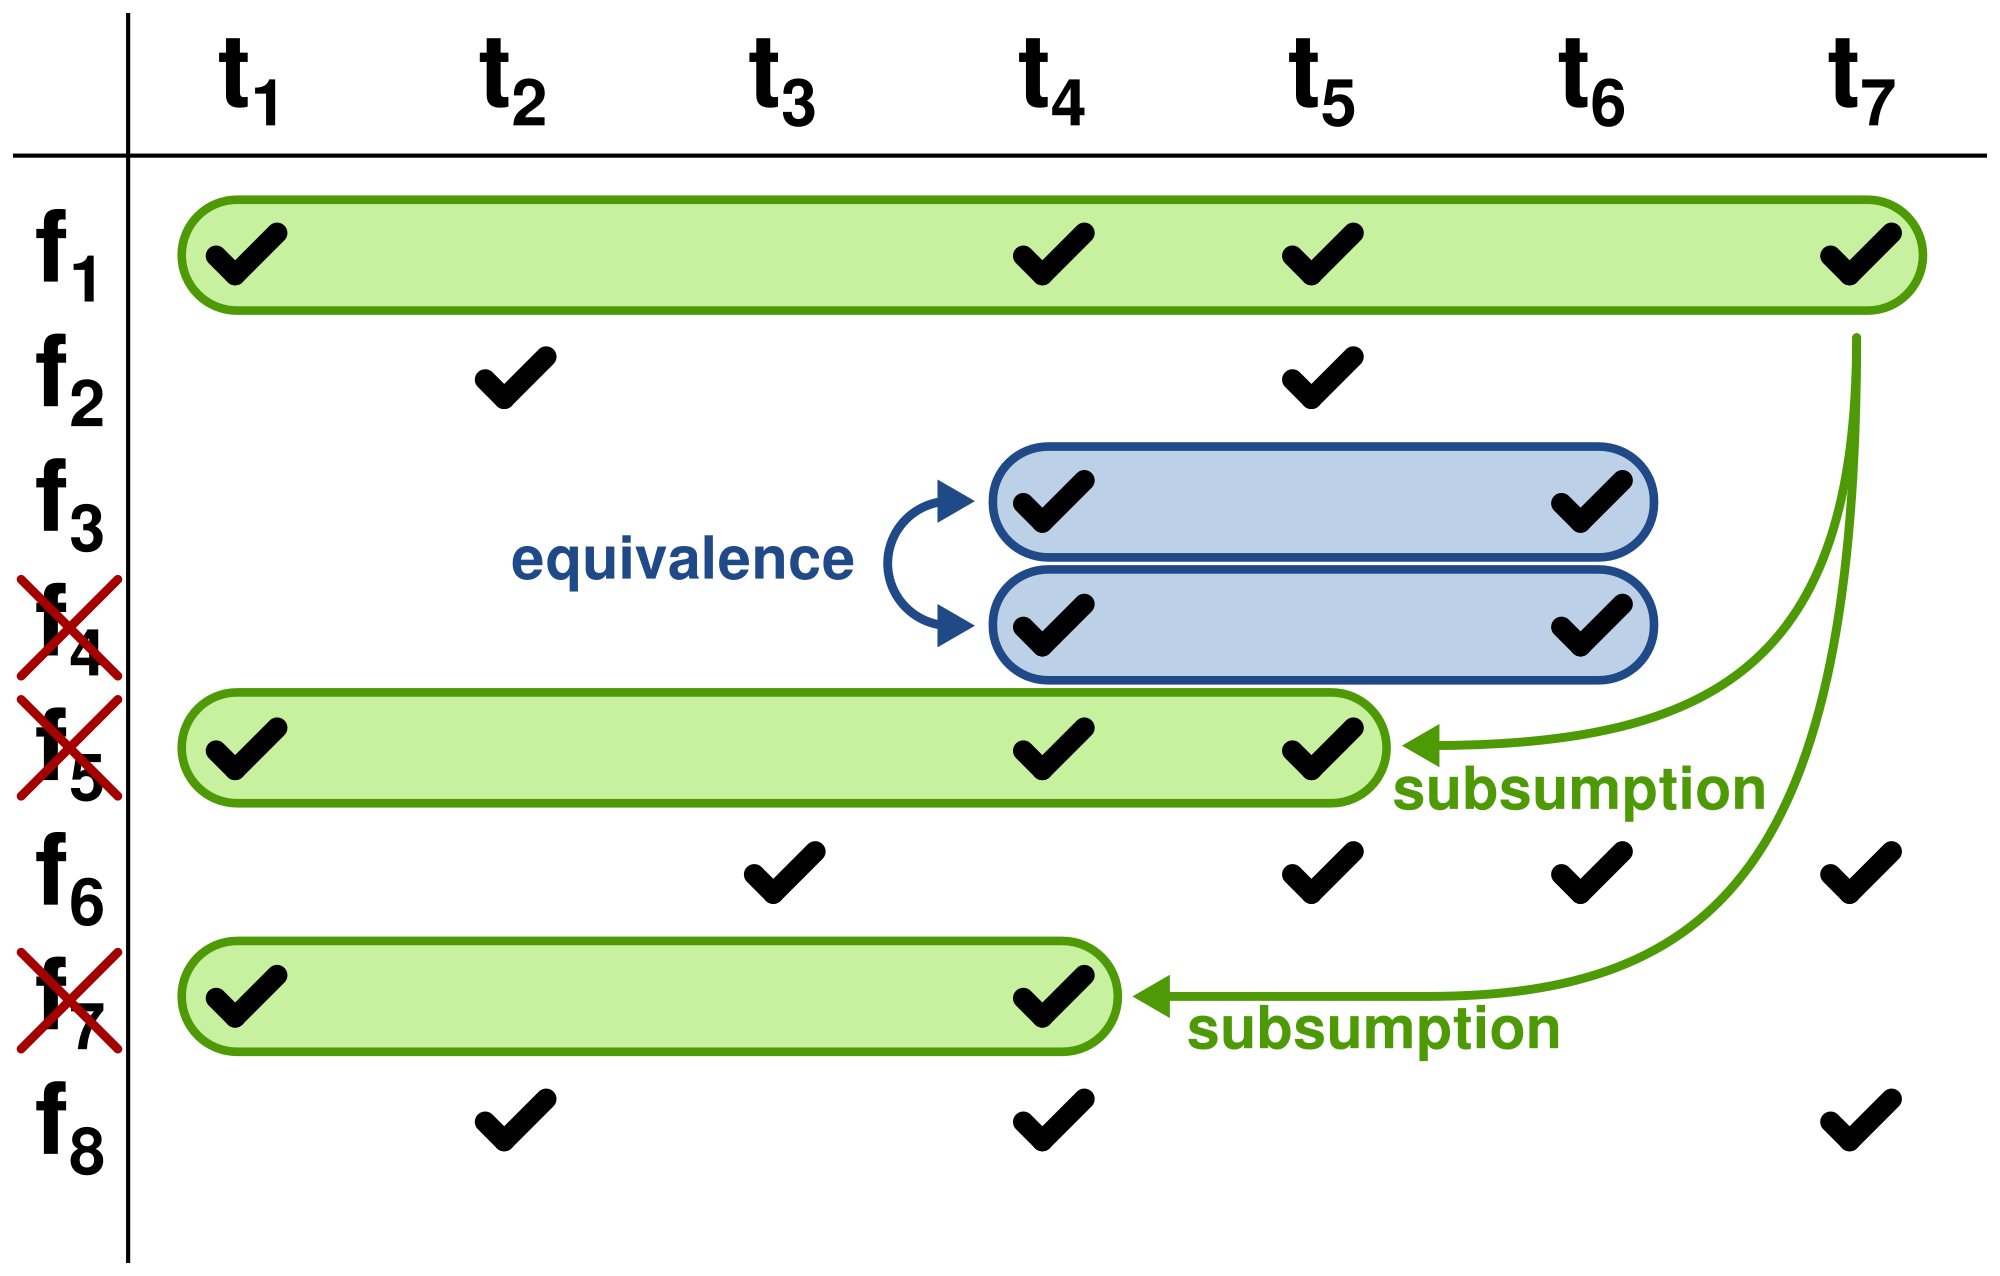 t₁ t₂ t₃ t₄ t₅ t₆ t₇
f₁ ✔ ✔ ✔ ✔
f₂ ✔ ✔
f₃ ✔ ✔
equivalence
f₄ ✔ ✔
f₅ ✔ ✔ ✔
subsumption
f₆ ✔ ✔ ✔ ✔
f₇ ✔ ✔
subsumption
f₈ ✔ ✔ ✔